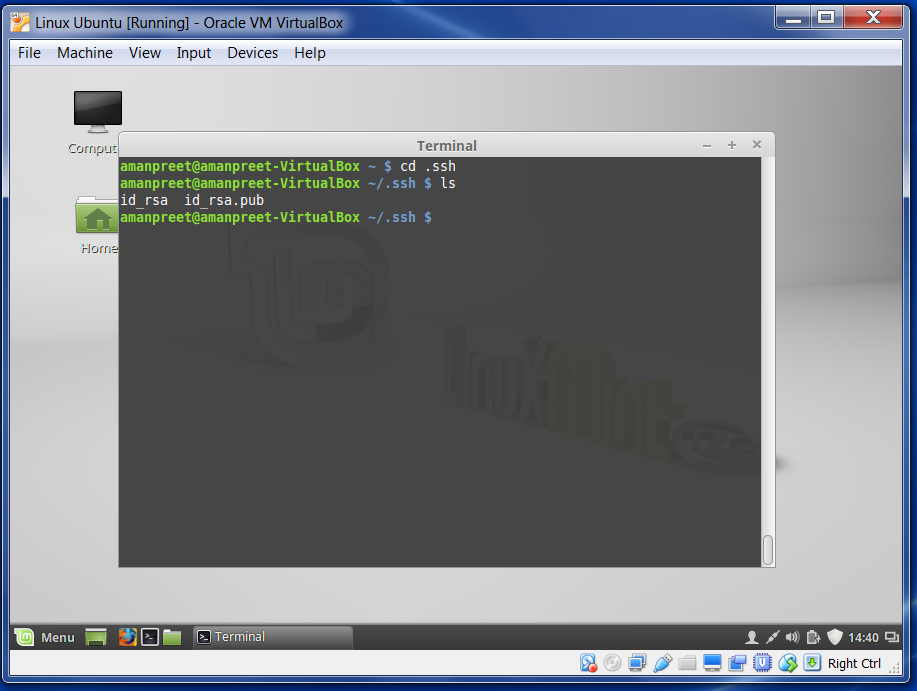 Linux Ubuntu [Running] - Oracle VM VirtualBox
File Machine View Input Devices Help
Comput
Home
Terminal
amanpreet@amanpreet-VirtualBox ~ $ cd .ssh
amanpreet@amanpreet-VirtualBox ~/.ssh $ ls
id_rsa id_rsa.pub
amanpreet@amanpreet-VirtualBox ~/.ssh $
LinuxMint
Menu
Terminal
14:40
Right Ctrl